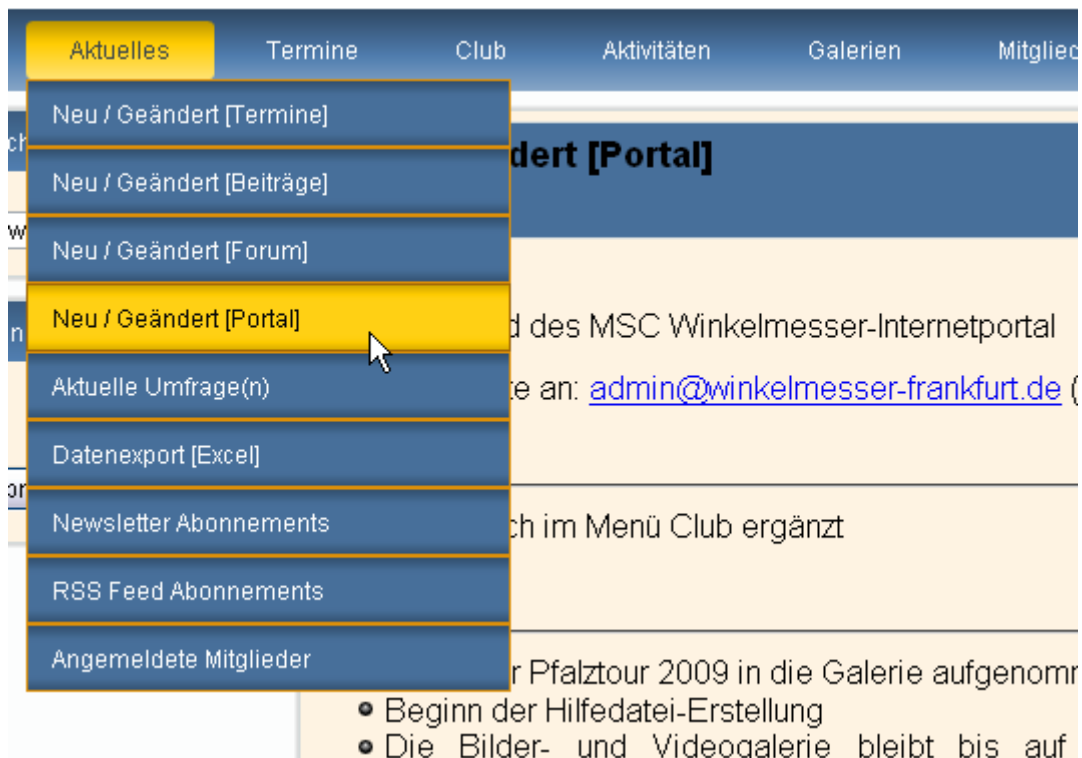 Aktuelles Termine Club Aktivitäten Galerien
Neu / Geändert [Termine]
Neu / Geändert [Beiträge]
dert [Portal]
Neu / Geändert [Forum]
Neu / Geändert [Portal]
d des MSC Winkelmesser-Internetportal
Aktuelle Umfrage(n)
te an: admin@winkelmesser-frankfurt.de (
Datenexport [Excel]
Newsletter Abonnements
ch im Menü Club ergänzt
RSS Feed Abonnements
Angemeldete Mitglieder
r Pfalztour 2009 in die Galerie aufgenomm
Beginn der Hilfedatei-Erstellung
Die Bilder- und Videogalerie bleibt bis auf